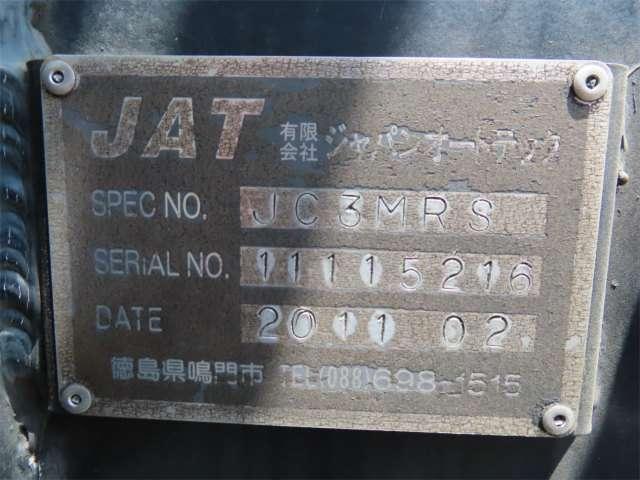 JAT 有限会社 ジャパンオートテック
SPEC NO. JC3MRS
SERiAL NO. 11115216
DATE 2011 02
徳島県鳴門市 TEL(088)698-1515